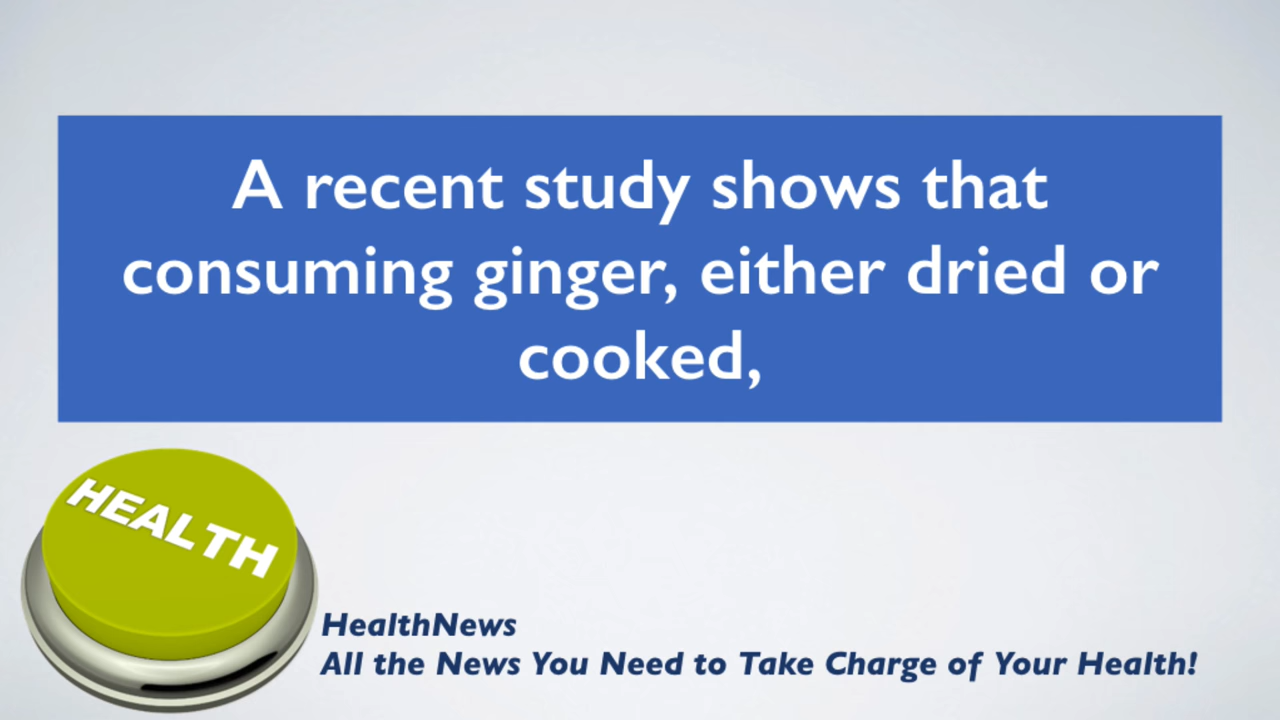 A recent study shows that
consuming ginger, either dried or
cooked,
HEALTH
HealthNews
All the News You Need to Take Charge of Your Health!